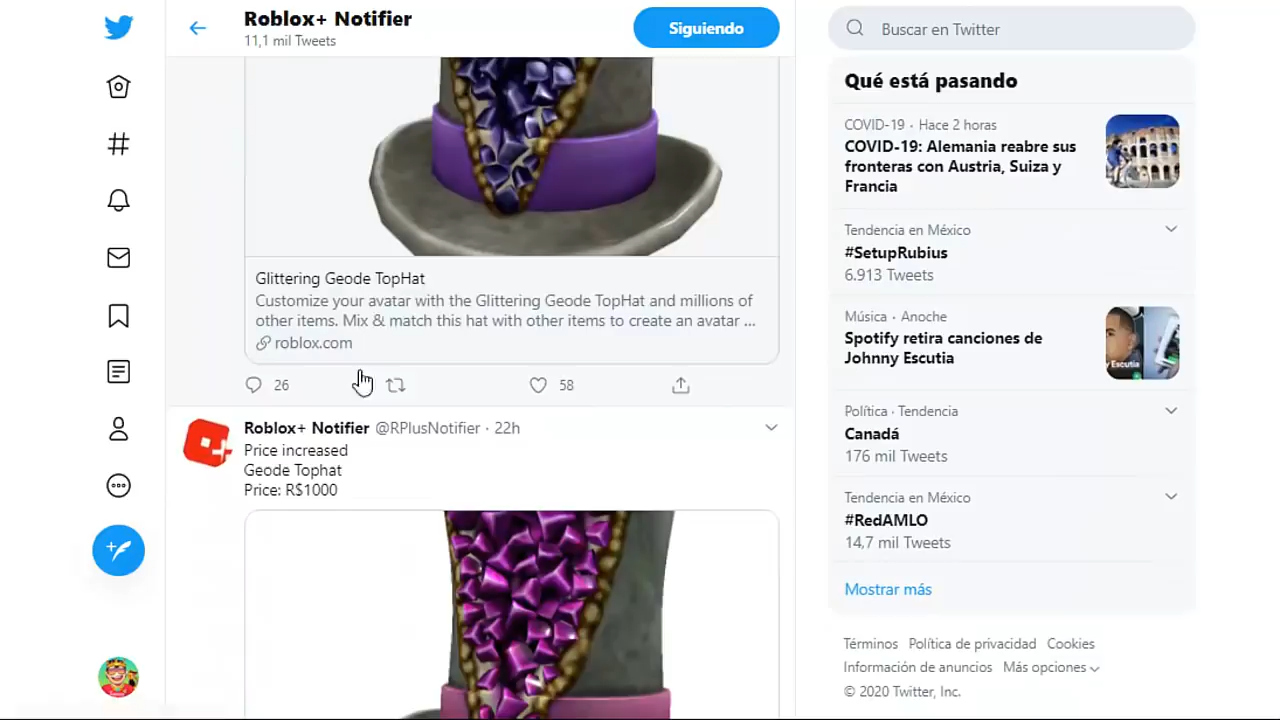 Roblox+ Notifier
11,1 mil Tweets
Siguiendo
Glittering Geode TopHat
Customize your avatar with the Glittering Geode TopHat and millions of
other items. Mix & match this hat with other items to create an avatar ...
roblox.com
26
58
Roblox+ Notifier @RPlusNotifier · 22h
Price increased
Geode Tophat
Price: R$1000
Buscar en Twitter
Qué está pasando
COVID-19 · Hace 2 horas
COVID-19: Alemania reabre sus
fronteras con Austria, Suiza y
Francia
Tendencia en México
#SetupRubius
6.913 Tweets
Música · Anoche
Spotify retira canciones de
Johnny Escutia
y Escutia
Política · Tendencia
Canadá
176 mil Tweets
Tendencia en México
#RedAMLO
14,7 mil Tweets
Mostrar más
Términos Política de privacidad Cookies
Información de anuncios Más opciones
© 2020 Twitter, Inc.